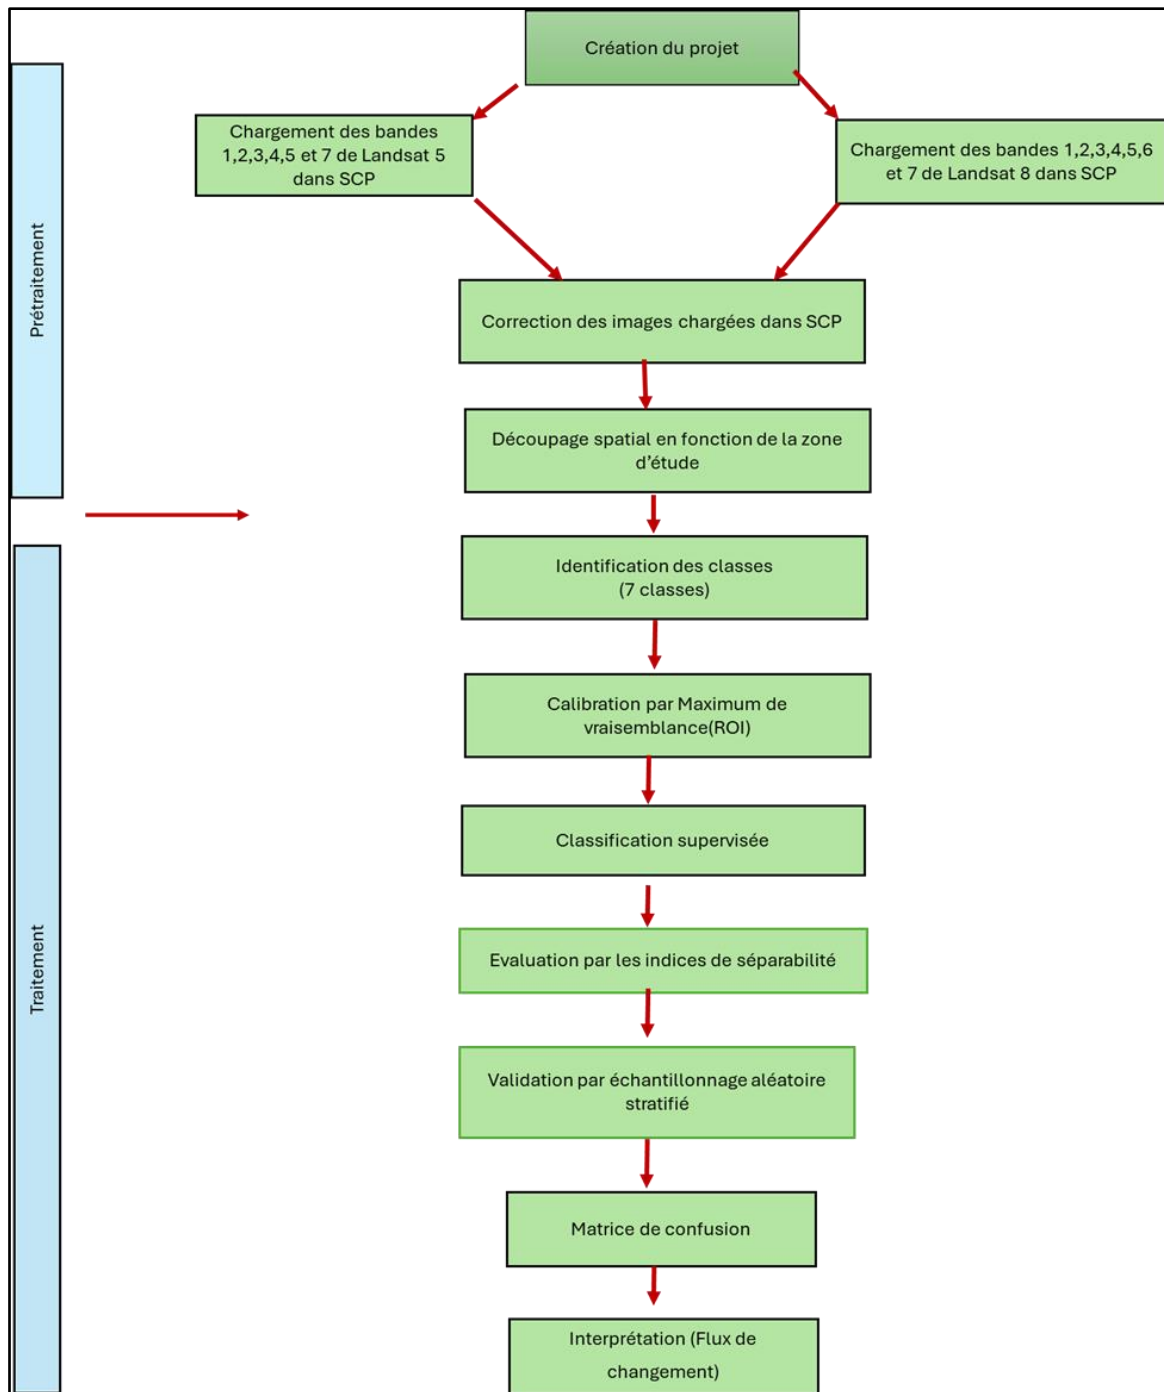 Création du projet
Chargement des bandes
1,2,3,4,5 et 7 de Landsat 5
dans SCP
Chargement des bandes 1,2,3,4,5,6
et 7 de Landsat 8 dans SCP
Prétraitement
Correction des images chargées dans SCP
Découpage spatial en fonction de la zone
d’étude
Identification des classes
(7 classes)
Calibration par Maximum de
vraisemblance(ROI)
Classification supervisée
Traitement
Evaluation par les indices de séparabilité
Validation par échantillonnage aléatoire
stratifié
Matrice de confusion
Interprétation (Flux de
changement)